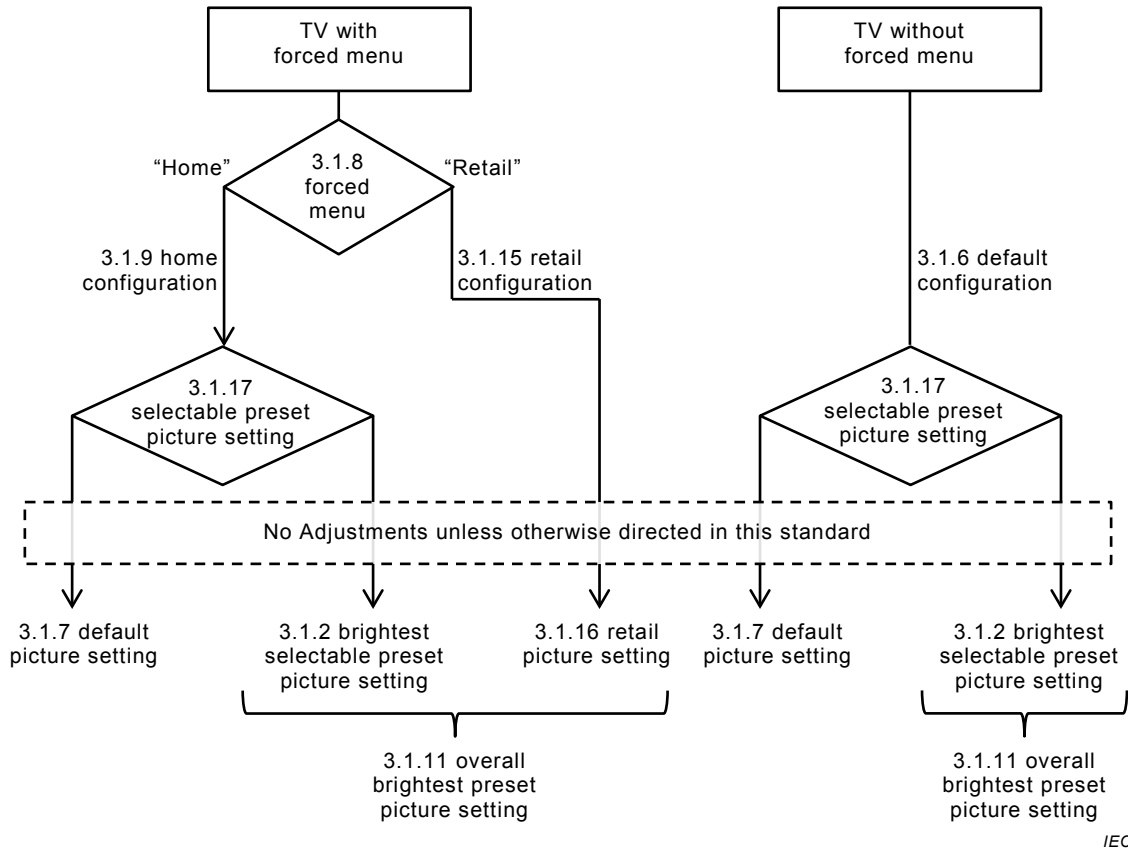 TV with
forced menu
TV without
forced menu
“Home”
3.1.8
forced
menu
“Retail”
3.1.9 home
configuration
3.1.15 retail
configuration
3.1.6 default
configuration
3.1.17
selectable preset
picture setting
3.1.17
selectable preset
picture setting
No Adjustments unless otherwise directed in this standard
3.1.7 default
picture setting
3.1.2 brightest
selectable preset
picture setting
3.1.16 retail
picture setting
3.1.7 default
picture setting
3.1.2 brightest
selectable preset
picture setting
3.1.11 overall
brightest preset
picture setting
3.1.11 overall
brightest preset
picture setting
IEC